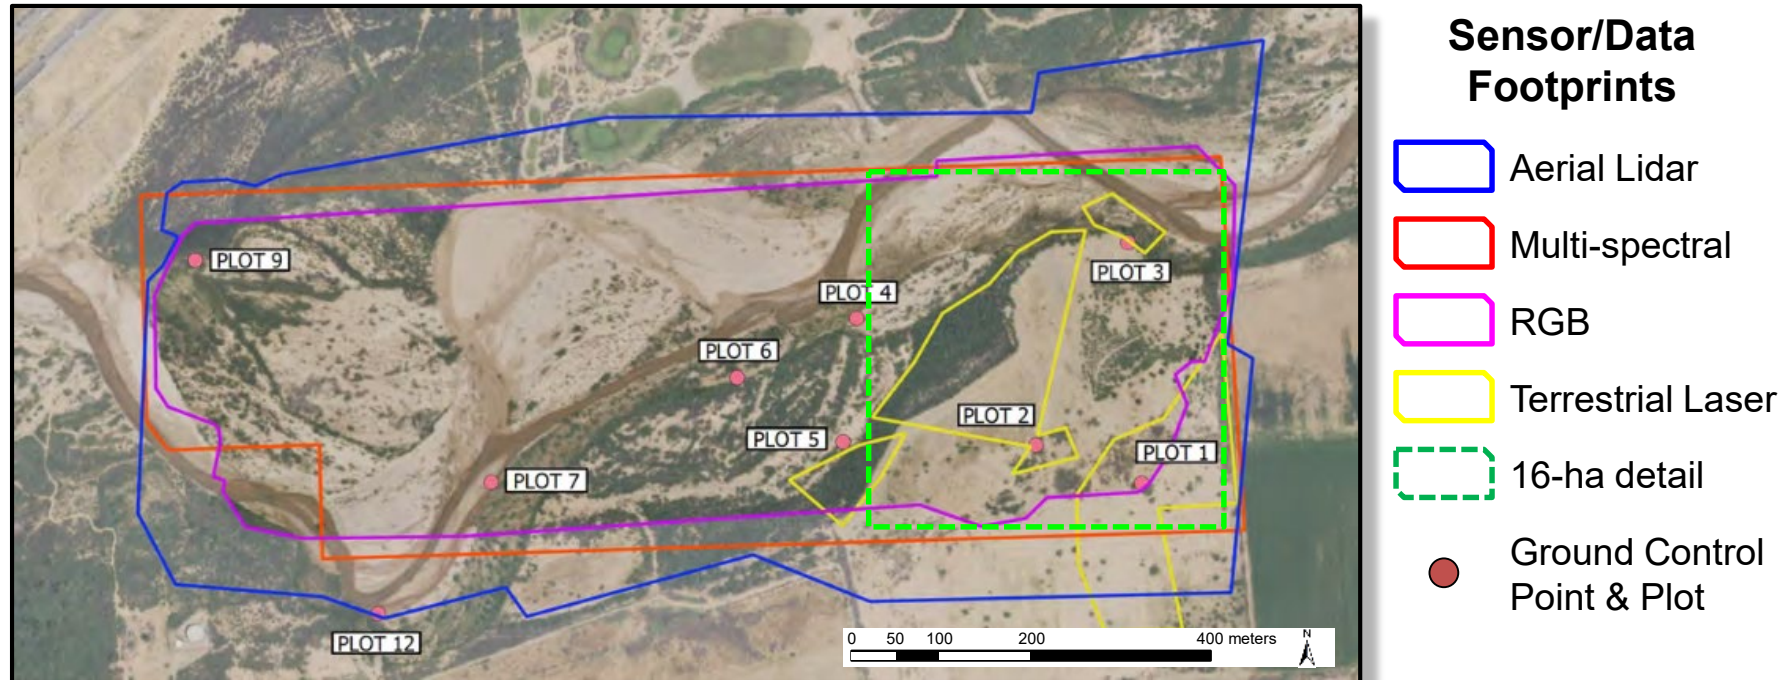 Sensor/Data
Footprints
Aerial Lidar
Multi-spectral
RGB
Terrestrial Laser
16-ha detail
Ground Control
Point & Plot
PLOT 9
PLOT 3
PLOT 4
PLOT 6
PLOT 2
PLOT 5
PLOT 1
PLOT 7
PLOT 12
0 50 100 200 400 meters
N